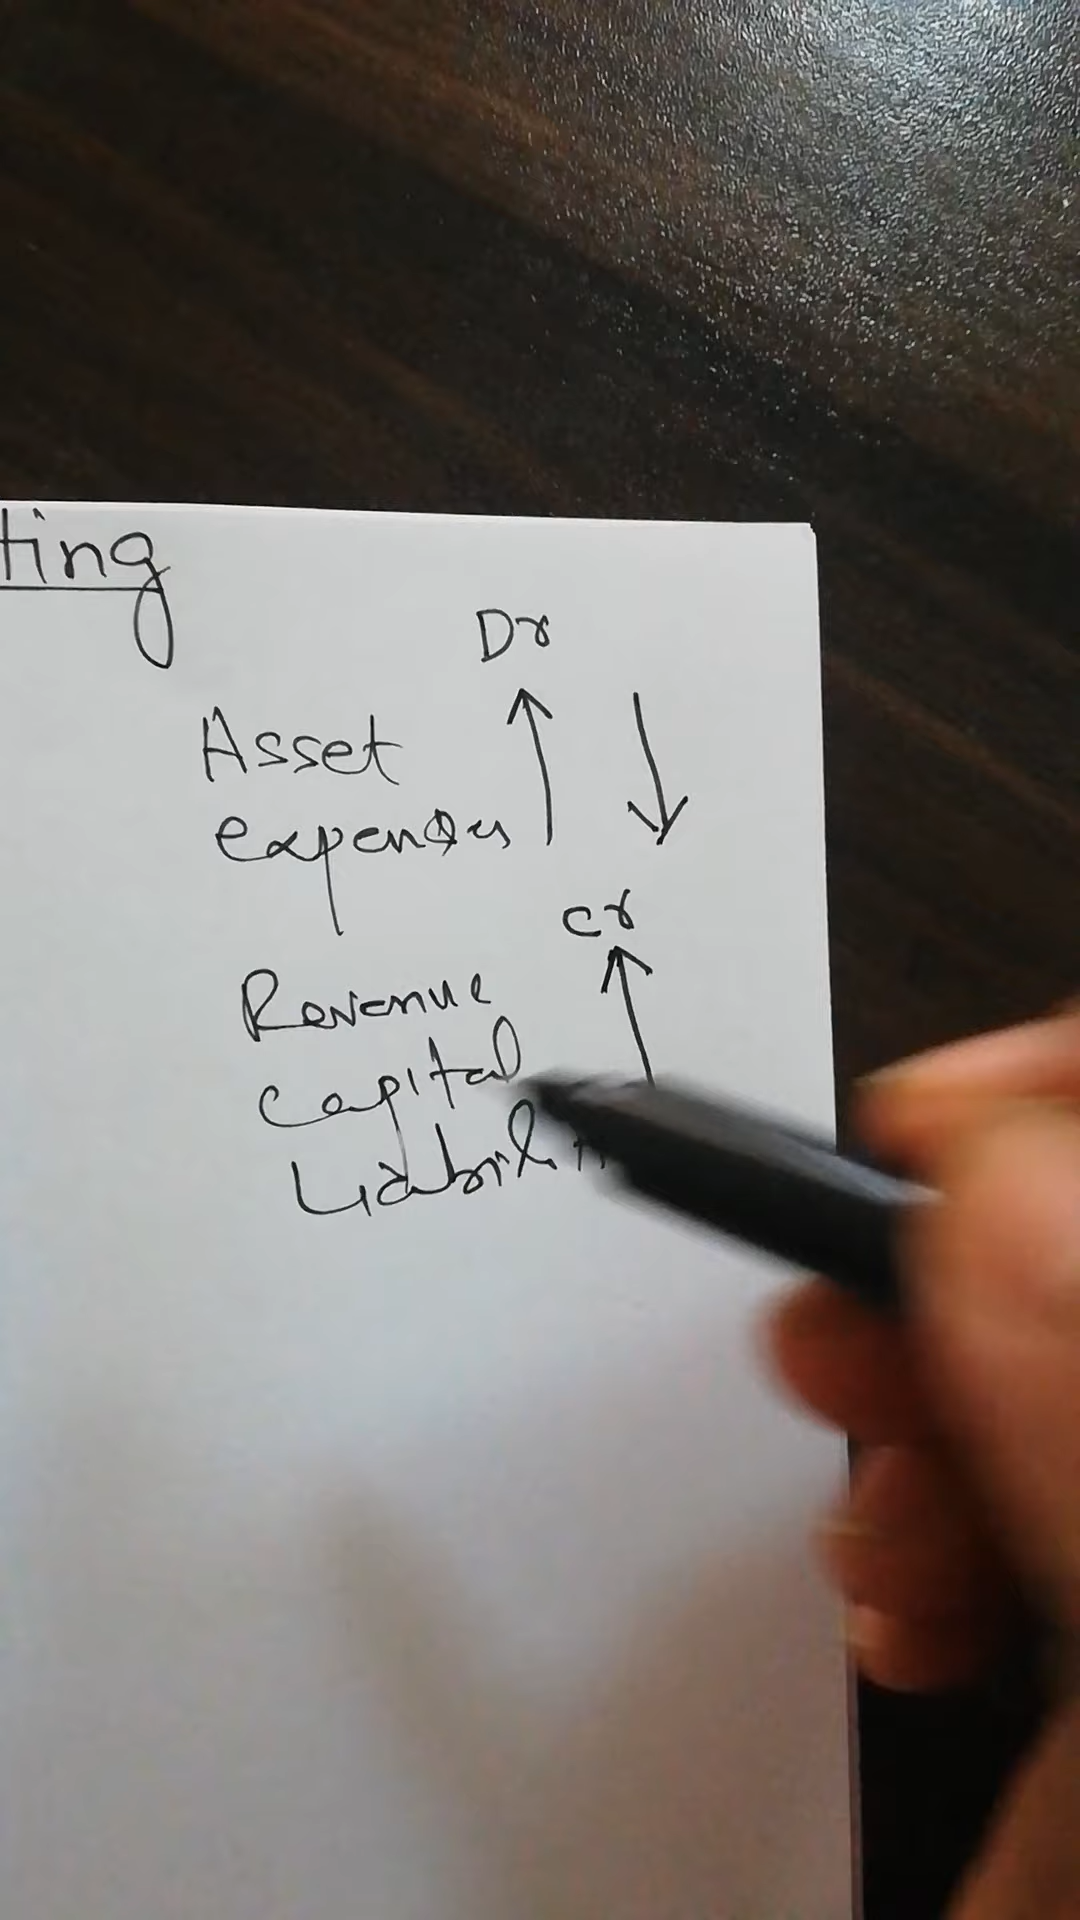 ting
Dr
Asset
expenses
cr
Revenue
capital